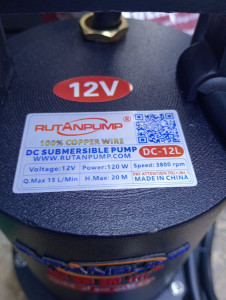 12V
RUTANPUMP ®
100% COPPER WIRE
DC SUBMERSIBLE PUMP DC-12L
WWW.RUTANPUMP.COM
Voltage:12V Power:120 W Speed: 3800 rpm
Q.Max 15 L/Min H.Max: 20 M
MADE IN CHINA